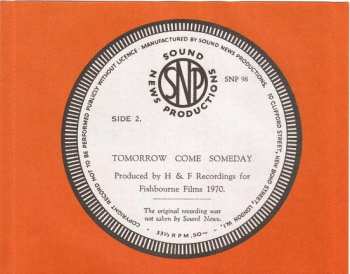 MANUFACTURED BY SOUND NEWS PRODUCTIONS,
10 CLIFFORD STREET, NEW BOND STREET, LONDON W.1.
COPYRIGHT RECORD NOT TO BE PERFORMED PUBLICLY WITHOUT LICENCE
SOUND
NEWS PRODUCTIONS
SNP
SNP 98
SIDE 2.
TOMORROW COME SOMEDAY
Produced by H & F Recordings for
Fishbourne Films 1970.
The original recording was
not taken by Sound News.
33⅓ R P M, 50~